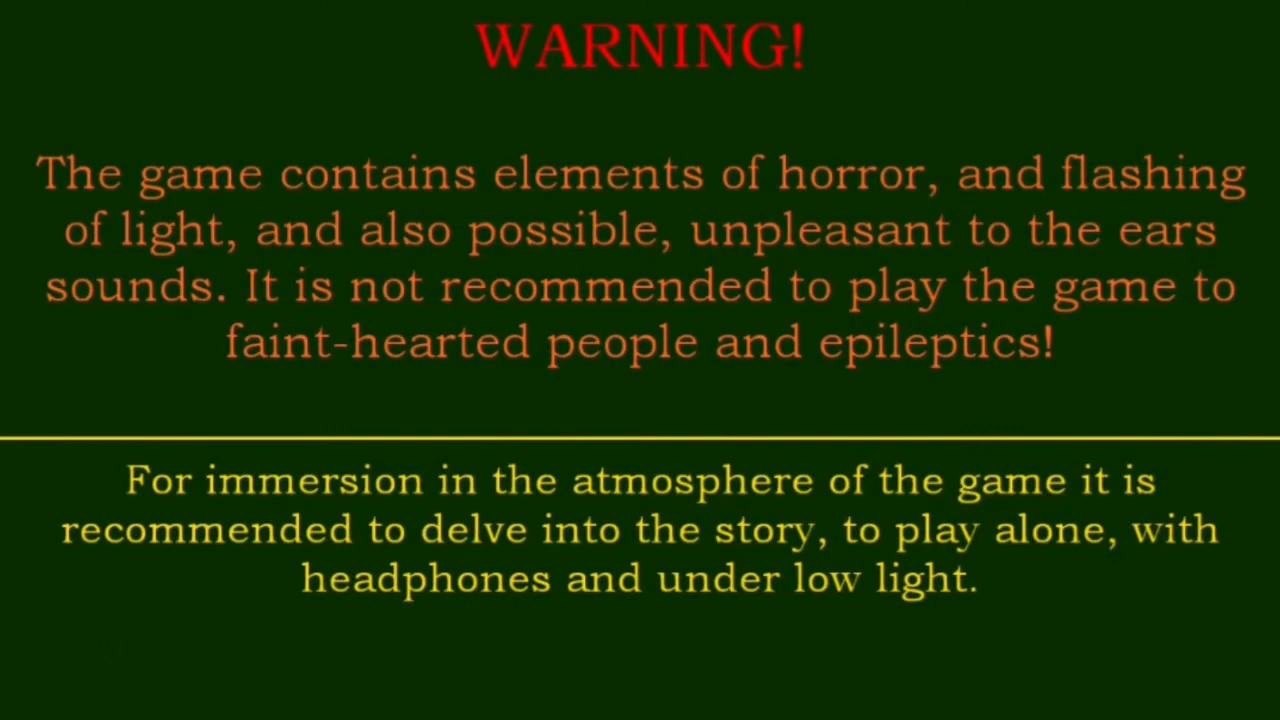 WARNING!
The game contains elements of horror, and flashing
of light, and also possible, unpleasant to the ears
sounds. It is not recommended to play the game to
faint-hearted people and epileptics!
For immersion in the atmosphere of the game it is
recommended to delve into the story, to play alone, with
headphones and under low light.